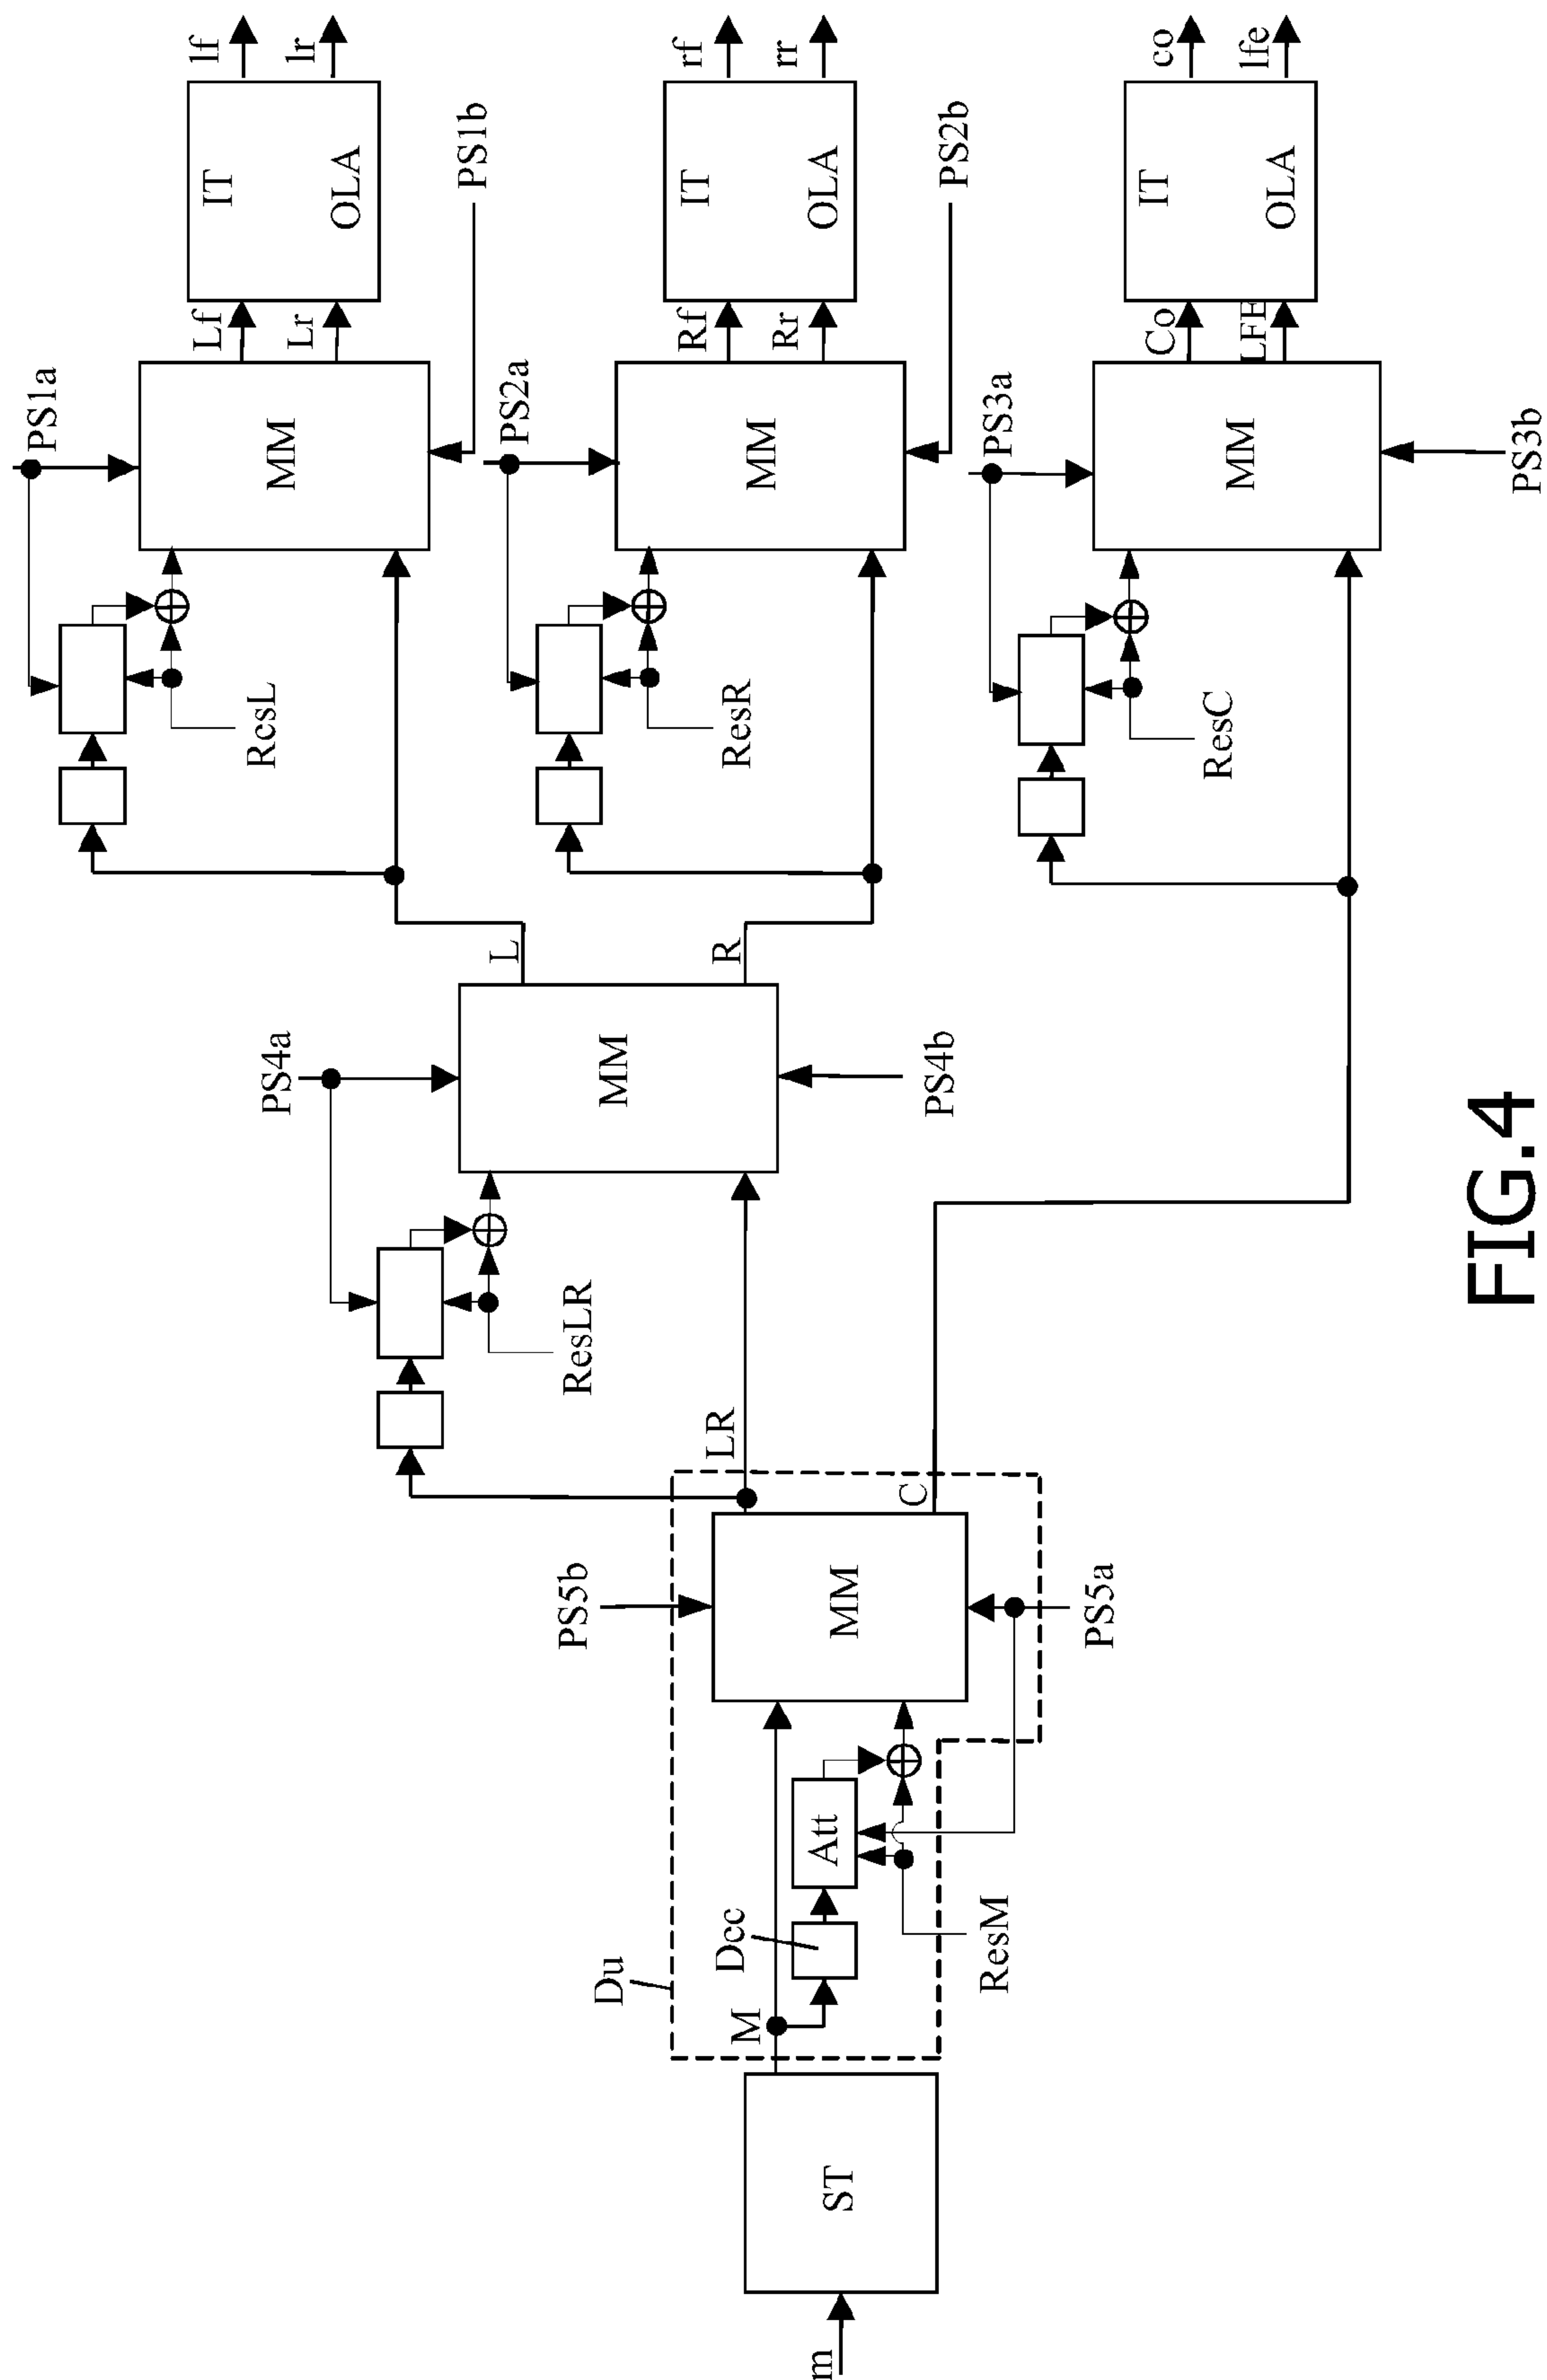 m
ST
M
Du
Dcc
Att
ResM
PS5b
MM
PS5a
LR
C
ResLR
PS4a
MM
PS4b
L
R
ResL
PS1a
MM
PS1b
Lf
Lr
IT
OLA
lf
lr
ResR
PS2a
MM
PS2b
Rf
Rr
IT
OLA
rf
rr
ResC
PS3a
MM
PS3b
Co
LFE
IT
OLA
co
lfe
FIG.4